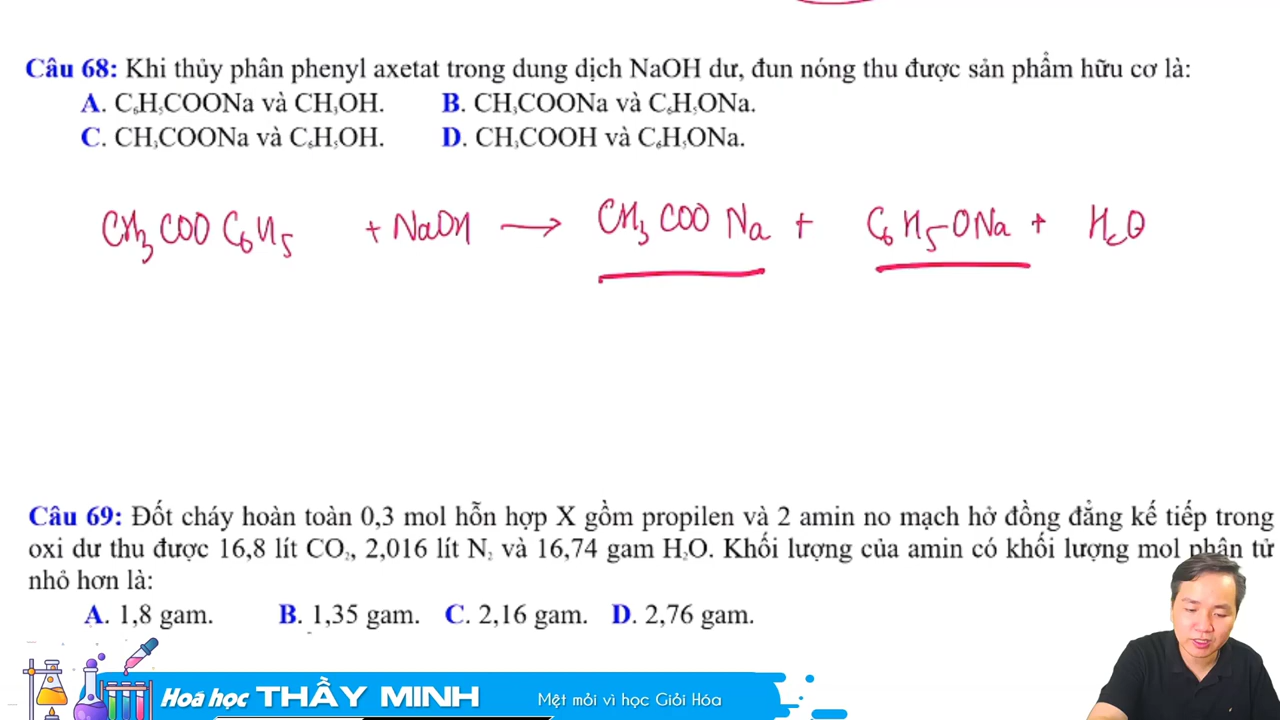 Câu 68: Khi thủy phân phenyl axetat trong dung dịch NaOH dư, đun nóng thu được sản phẩm hữu cơ là:
A. C₆H₅COONa và CH₃OH. B. CH₃COONa và C₆H₅ONa.
C. CH₃COONa và C₆H₅OH. D. CH₃COOH và C₆H₅ONa.
CH₃COOC₆H₅ + NaOH → CH₃COONa + C₆H₅-ONa + H₂O
Câu 69: Đốt cháy hoàn toàn 0,3 mol hỗn hợp X gồm propilen và 2 amin no mạch hở đồng đẳng kế tiếp trong
oxi dư thu được 16,8 lít CO₂, 2,016 lít N₂ và 16,74 gam H₂O. Khối lượng của amin có khối lượng mol phân tử
nhỏ hơn là:
A. 1,8 gam. B. 1,35 gam. C. 2,16 gam. D. 2,76 gam.
Hoá học THẦY MINH Mệt mỏi vì học Giỏi Hóa